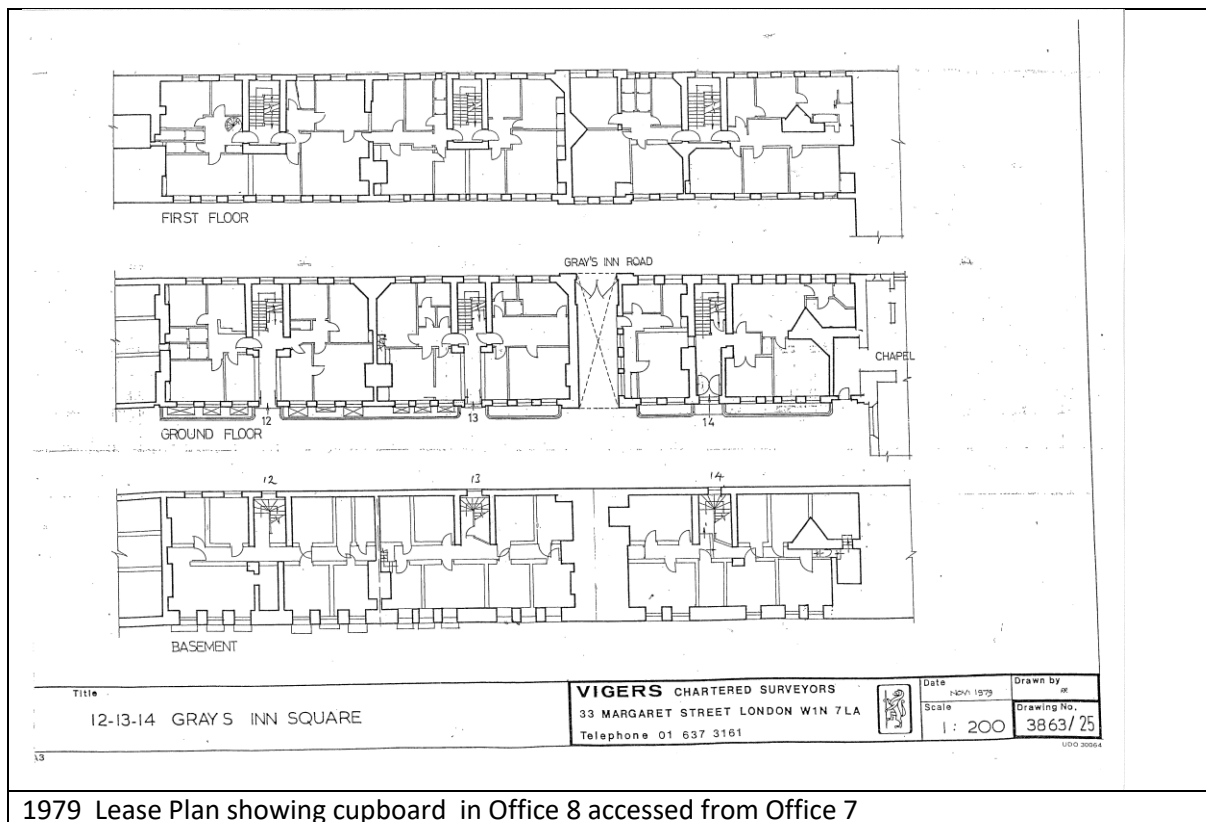 FIRST FLOOR
GRAY'S INN ROAD
CHAPEL
12
13
14
GROUND FLOOR
12
13
14
BASEMENT
Title
12-13-14 GRAY'S INN SQUARE
VIGERS CHARTERED SURVEYORS
33 MARGARET STREET LONDON W1N 7LA
Telephone 01 637 3161
Date
Nov 1979
Drawn by
Scale
1: 200
Drawing No.
3863/25
UDO 30864
A3
1979 Lease Plan showing cupboard in Office 8 accessed from Office 7